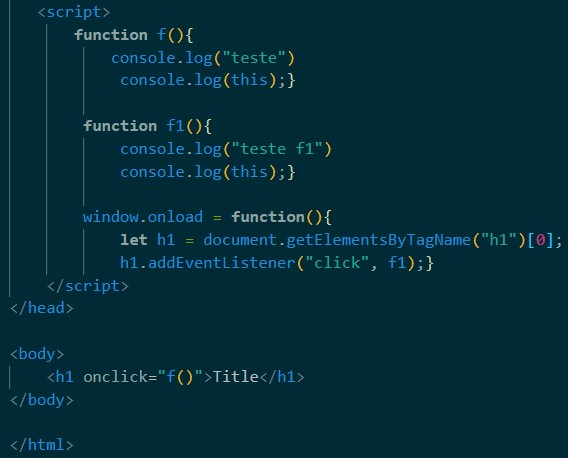 <script>
function f(){
console.log("teste")
console.log(this);}
function f1(){
console.log("teste f1")
console.log(this);}
window.onload = function(){
let h1 = document.getElementsByTagName("h1")[0];
h1.addEventListener("click", f1);}
</script>
</head>
<body>
<h1 onclick="f()">Title</h1>
</body>
</html>